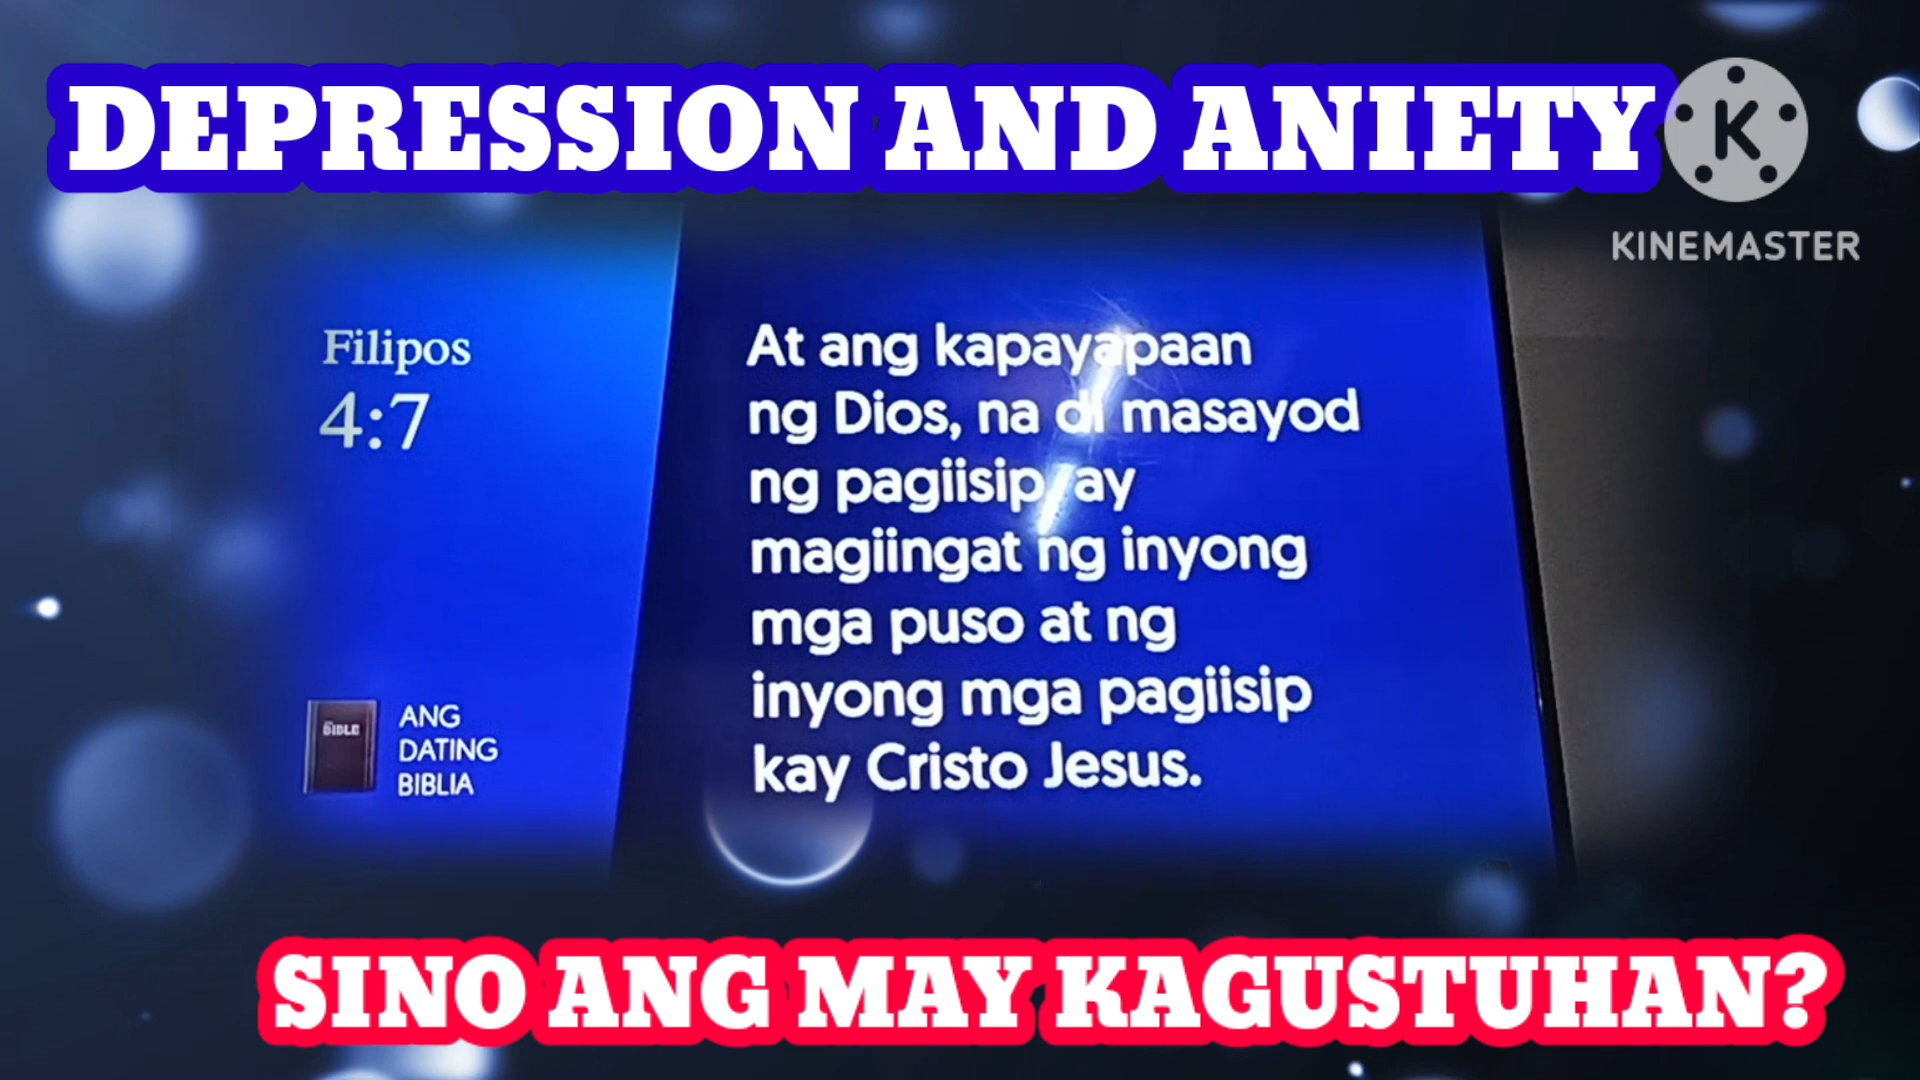 DEPRESSION AND ANIETY
K
KINEMASTER
Filipos
4:7
At ang kapayapaan
ng Dios, na di masayod
ng pagiisip, ay
magiingat ng inyong
mga puso at ng
inyong mga pagiisip
kay Cristo Jesus.
BIBLE
ANG
DATING
BIBLIA
SINO ANG MAY KAGUSTUHAN?